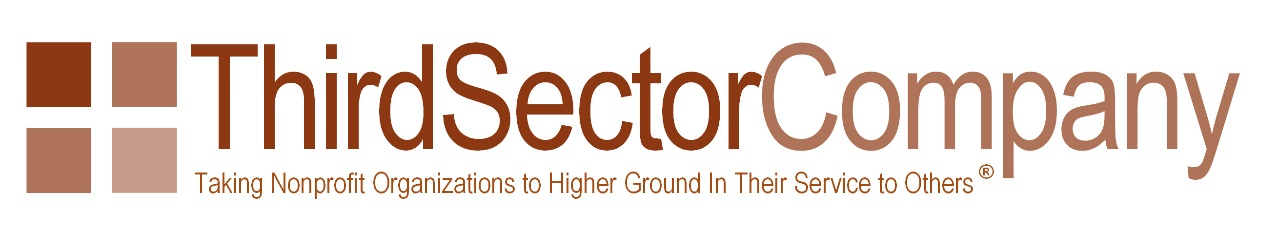 ThirdSectorCompany
Taking Nonprofit Organizations to Higher Ground In Their Service to Others®